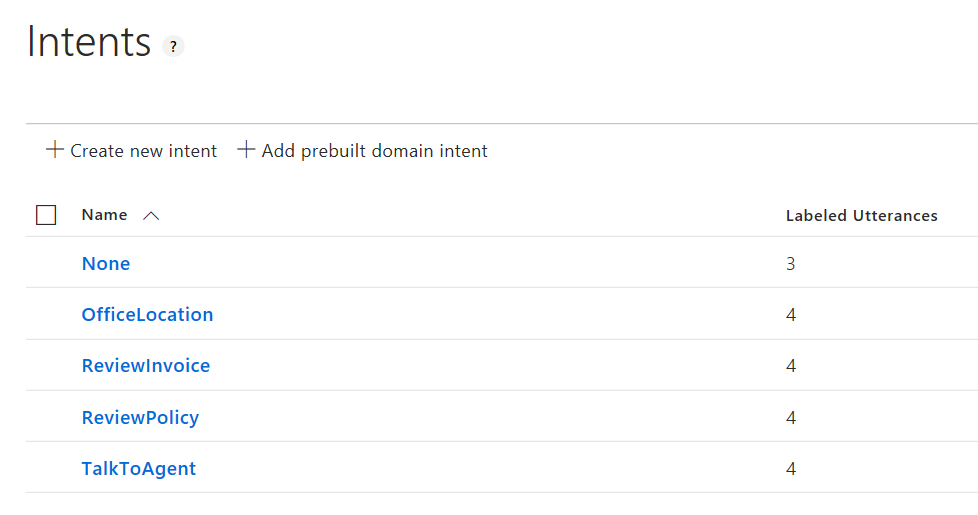 Intents ?
+ Create new intent + Add prebuilt domain intent
Name Labeled Utterances
None 3
OfficeLocation 4
ReviewInvoice 4
ReviewPolicy 4
TalkToAgent 4